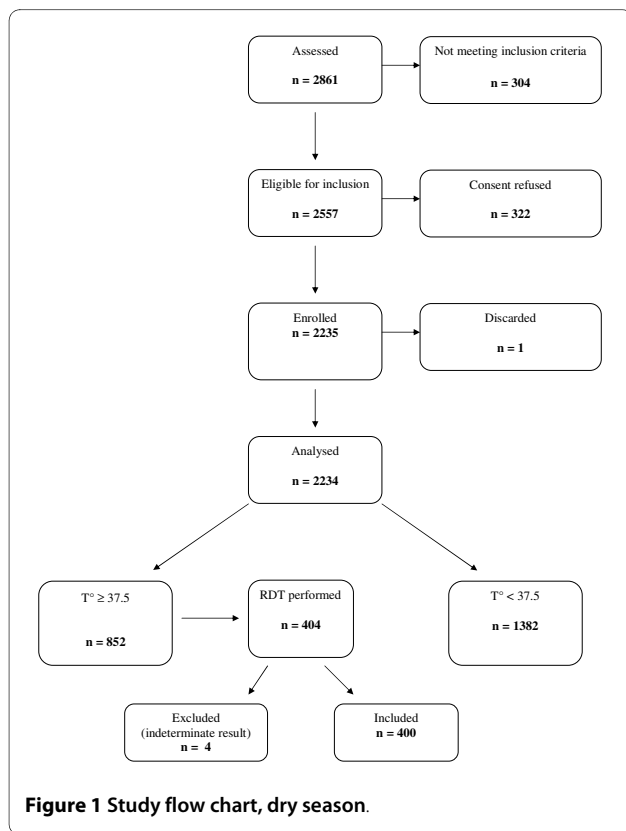 Assessed
n = 2861
Not meeting inclusion criteria
n = 304
Eligible for inclusion
n = 2557
Consent refused
n = 322
Enrolled
n = 2235
Discarded
n = 1
Analysed
n = 2234
T° ≥ 37.5
n = 852
RDT performed
n = 404
T° < 37.5
n = 1382
Excluded
(indeterminate result)
n = 4
Included
n = 400
Figure 1 Study flow chart, dry season.